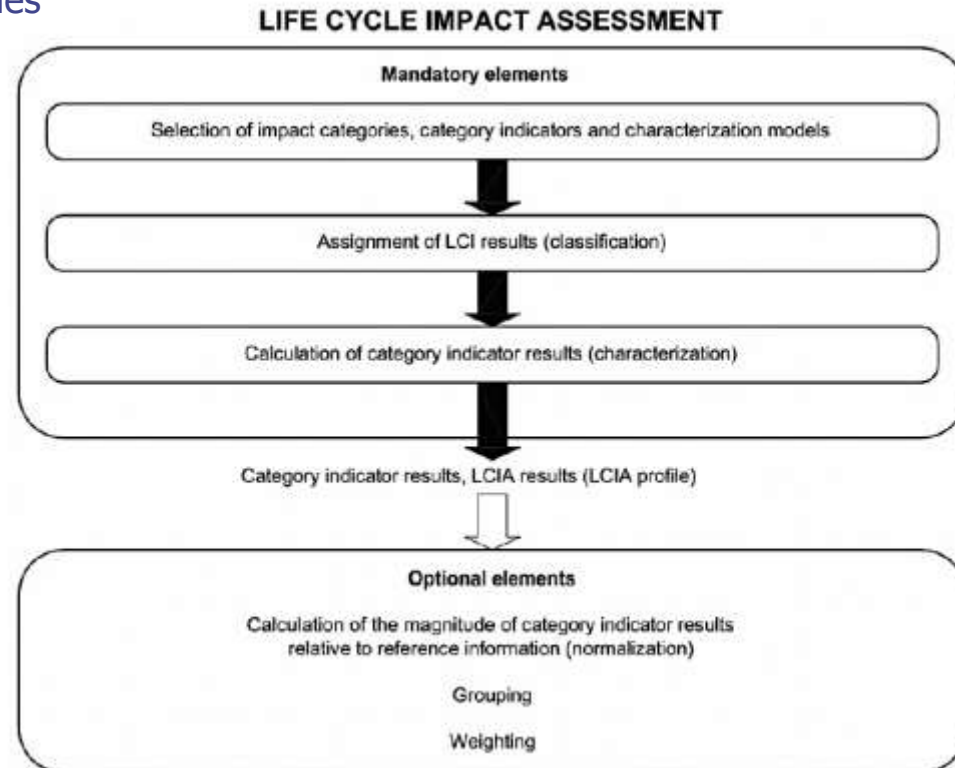 LIFE CYCLE IMPACT ASSESSMENT
Mandatory elements
Selection of impact categories, category indicators and characterization models
Assignment of LCI results (classification)
Calculation of category indicator results (characterization)
Category indicator results, LCIA results (LCIA profile)
Optional elements
Calculation of the magnitude of category indicator results
relative to reference information (normalization)
Grouping
Weighting